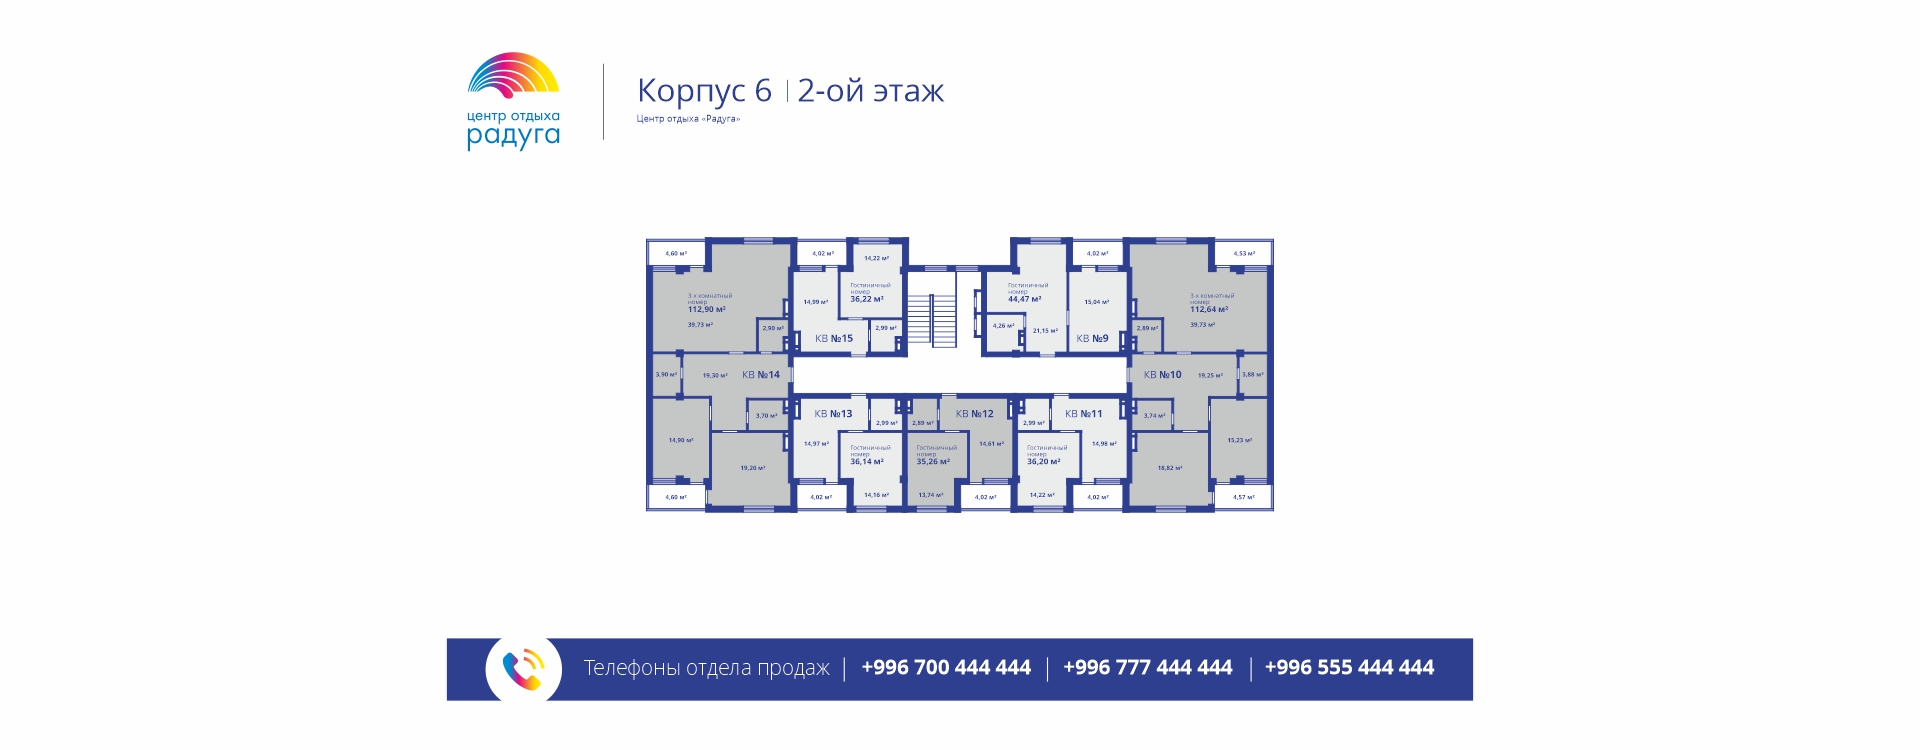 центр отдыха
радуга
Корпус 6 | 2-ой этаж
Центр отдыха «Радуга»
4,60 м²
4,02 м²
14,22 м²
4,02 м²
4,53 м²
3-х комнатный
номер
112,90 м²
39,73 м²
2,90 м²
14,99 м²
Гостиничный
номер
36,22 м²
2,99 м²
КВ №15
Гостиничный
номер
44,47 м²
4,26 м²
21,15 м²
15,04 м²
КВ №9
3-х комнатный
номер
112,64 м²
39,73 м²
2,89 м²
3,90 м²
19,30 м²
КВ №14
КВ №10
19,25 м²
3,88 м²
3,70 м²
14,90 м²
19,20 м²
4,60 м²
КВ №13
2,99 м²
14,97 м²
Гостиничный
номер
36,14 м²
4,02 м²
14,16 м²
КВ №12
2,89 м²
14,61 м²
Гостиничный
номер
35,26 м²
13,74 м²
4,02 м²
КВ №11
2,99 м²
14,98 м²
Гостиничный
номер
36,20 м²
14,22 м²
4,02 м²
3,74 м²
15,23 м²
18,82 м²
4,57 м²
Телефоны отдела продаж | +996 700 444 444 | +996 777 444 444 | +996 555 444 444